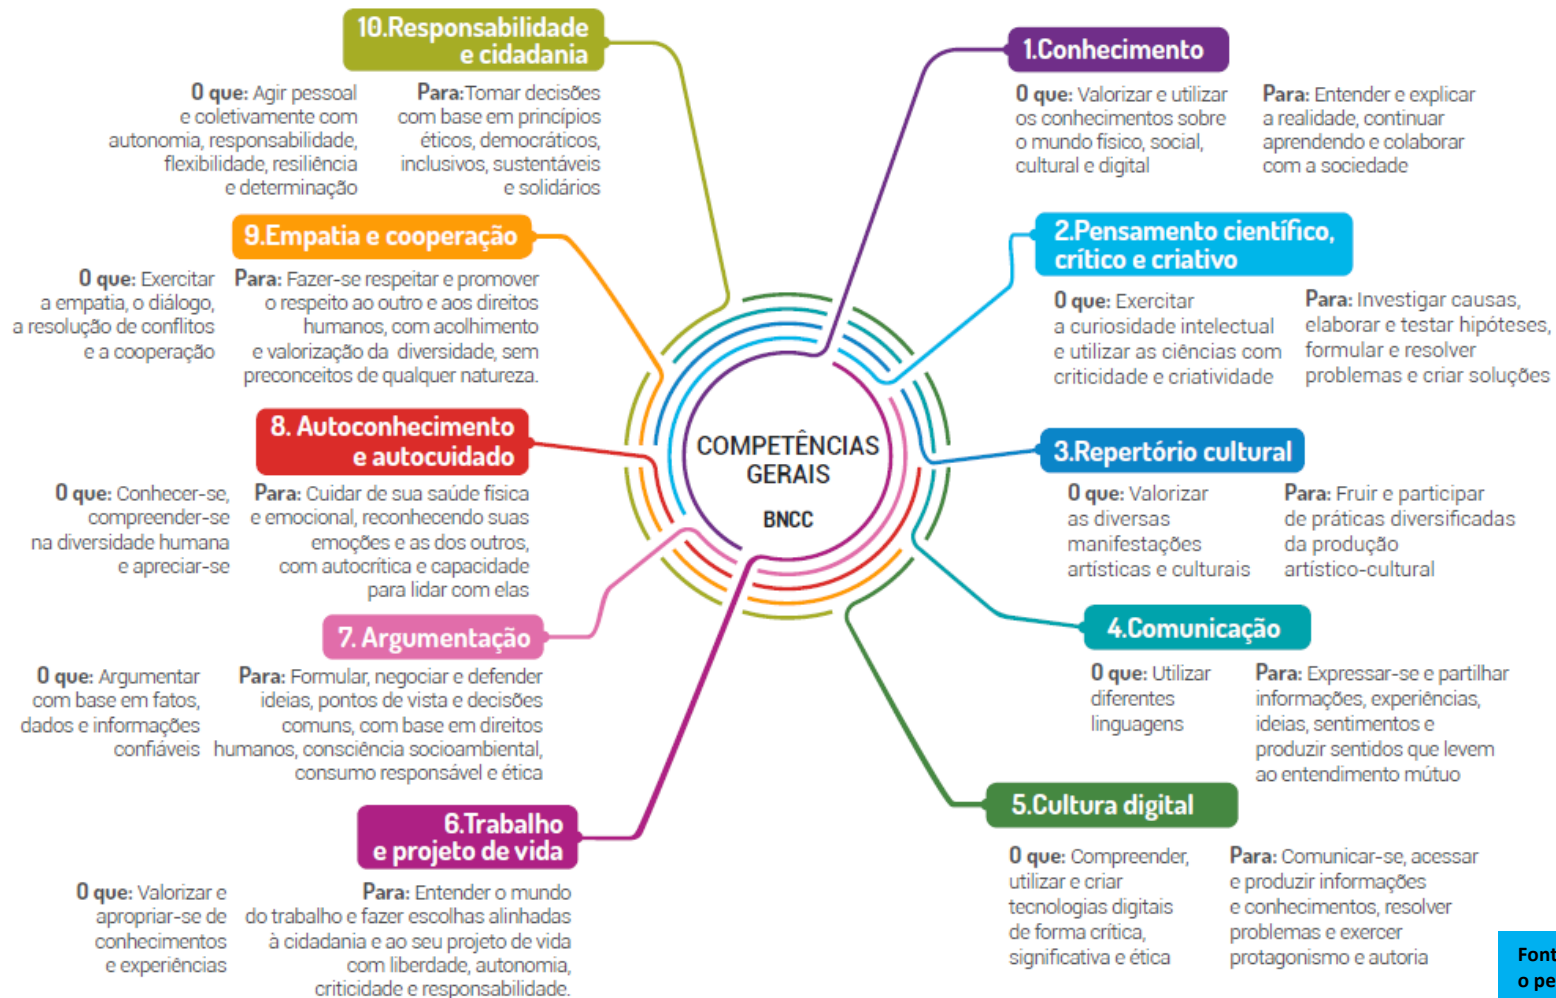 1.Conhecimento
O que: Valorizar e utilizar
os conhecimentos sobre
o mundo físico, social,
cultural e digital
Para: Entender e explicar
a realidade, continuar
aprendendo e colaborar
com a sociedade
2.Pensamento científico,
crítico e criativo
O que: Exercitar
a curiosidade intelectual
e utilizar as ciências com
criticidade e criatividade
Para: Investigar causas,
elaborar e testar hipóteses,
formular e resolver
problemas e criar soluções
3.Repertório cultural
O que: Valorizar
as diversas
manifestações
artísticas e culturais
Para: Fruir e participar
de práticas diversificadas
da produção
artístico-cultural
4.Comunicação
O que: Utilizar
diferentes
linguagens
Para: Expressar-se e partilhar
informações, experiências,
ideias, sentimentos e
produzir sentidos que levem
ao entendimento mútuo
5.Cultura digital
O que: Compreender,
utilizar e criar
tecnologias digitais
de forma crítica,
significativa e ética
Para: Comunicar-se, acessar
e produzir informações
e conhecimentos, resolver
problemas e exercer
protagonismo e autoria
6.Trabalho
e projeto de vida
O que: Valorizar e
apropriar-se de
conhecimentos
e experiências
Para: Entender o mundo
do trabalho e fazer escolhas alinhadas
à cidadania e ao seu projeto de vida
com liberdade, autonomia,
criticidade e responsabilidade.
7. Argumentação
O que: Argumentar
com base em fatos,
dados e informações
confiáveis
Para: Formular, negociar e defender
ideias, pontos de vista e decisões
comuns, com base em direitos
humanos, consciência socioambiental,
consumo responsável e ética
8. Autoconhecimento
e autocuidado
O que: Conhecer-se,
compreender-se
na diversidade humana
e apreciar-se
Para: Cuidar de sua saúde física
e emocional, reconhecendo suas
emoções e as dos outros,
com autocrítica e capacidade
para lidar com elas
9.Empatia e cooperação
O que: Exercitar
a empatia, o diálogo,
a resolução de conflitos
e a cooperação
Para: Fazer-se respeitar e promover
o respeito ao outro e aos direitos
humanos, com acolhimento
e valorização da diversidade, sem
preconceitos de qualquer natureza.
10.Responsabilidade
e cidadania
O que: Agir pessoal
e coletivamente com
autonomia, responsabilidade,
flexibilidade, resiliência
e determinação
Para:Tomar decisões
com base em princípios
éticos, democráticos,
inclusivos, sustentáveis
e solidários
COMPETÊNCIAS
GERAIS
BNCC
Font
o pe